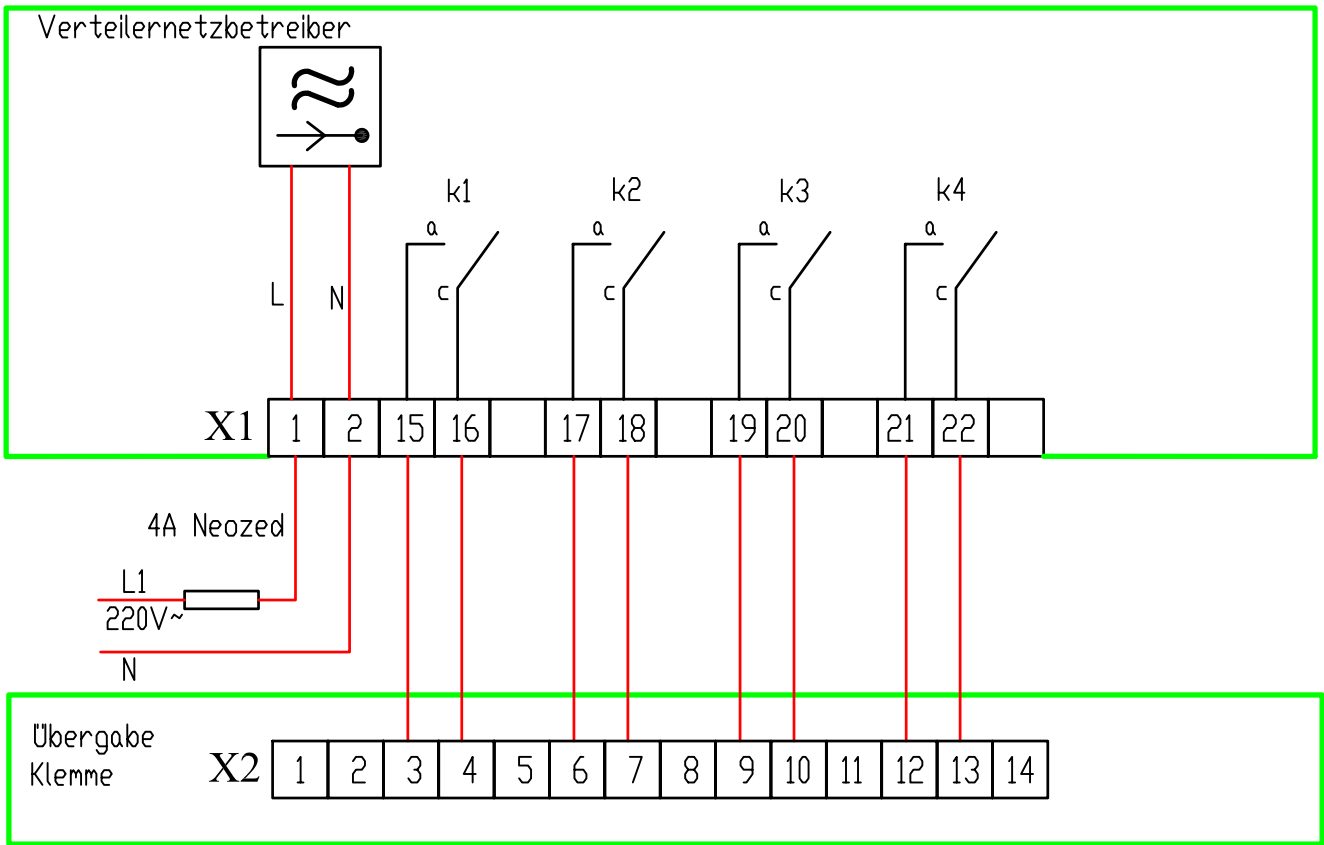 Verteilernetzbetreiber
k1 k2 k3 k4
a a a a
L N c c c c
X1 1 2 15 16 17 18 19 20 21 22
4A Neozed
L1
220V~
N
Übergabe
Klemme
X2 1 2 3 4 5 6 7 8 9 10 11 12 13 14